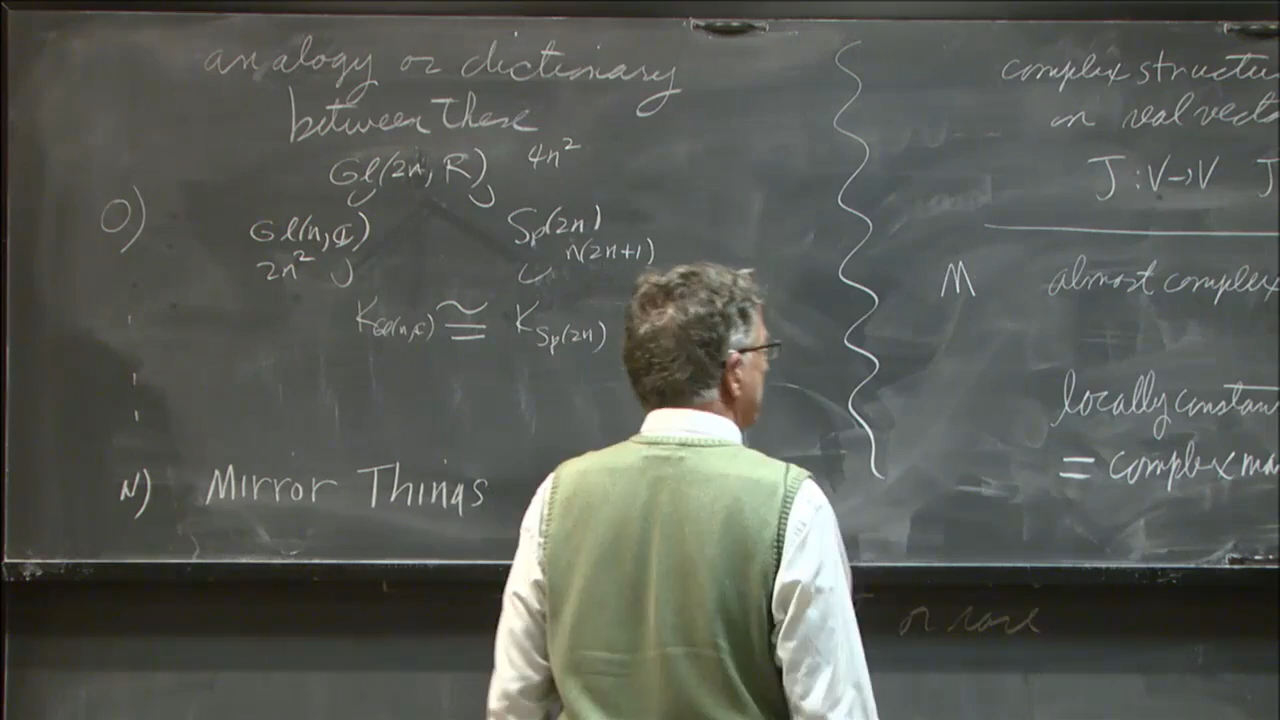 analogy or dictionary
between these
Gl(2n, R) 4n²
0)
Gl(n,ℂ) Sp(2n)
2n² n(2n+1)
K_Gl(n,ℂ) ≅ K_Sp(2n)
N) Mirror Things
complex structu
on real vecto
J : V→V J
M almost complex
locally constan
= complex ma
or